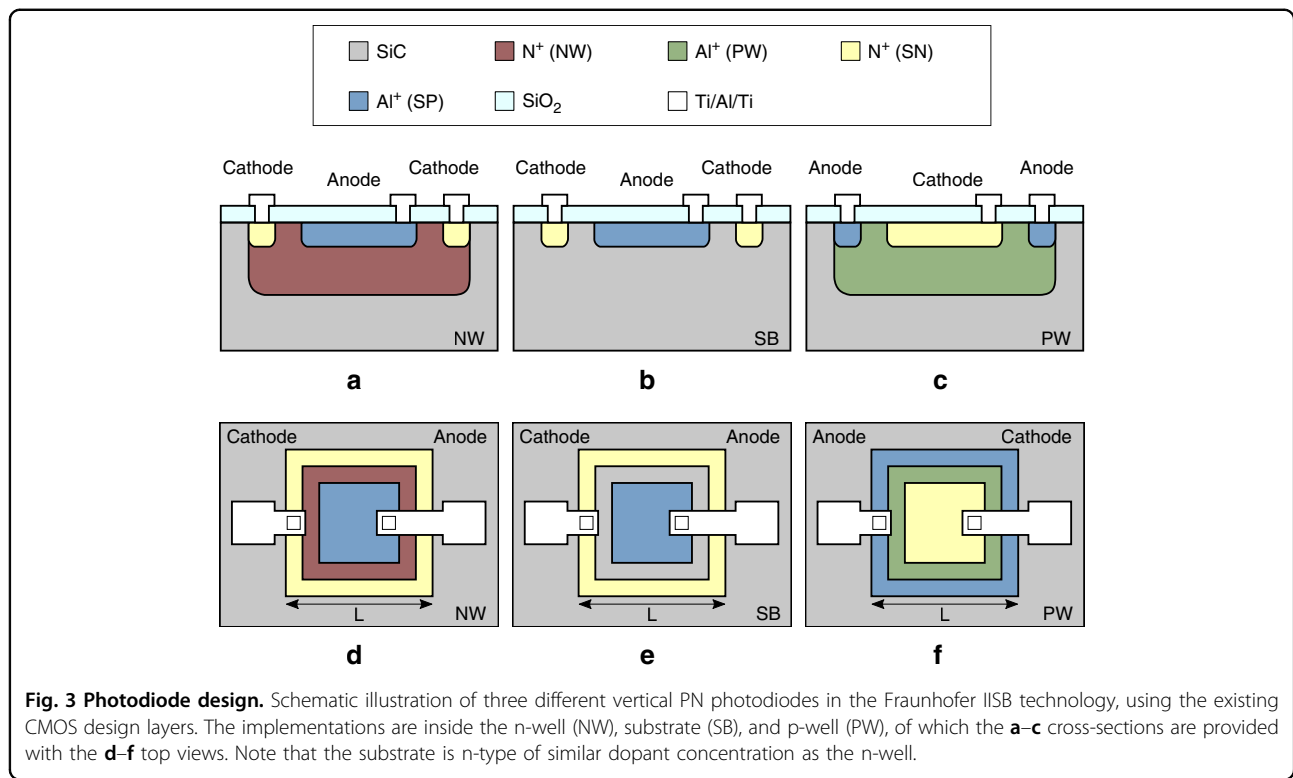 SiC N⁺ (NW) Al⁺ (PW) N⁺ (SN)
Al⁺ (SP) SiO₂ Ti/Al/Ti
Cathode Anode Cathode
Cathode Anode Cathode
Anode Cathode Anode
NW
SB
PW
a
b
c
Cathode Anode
Cathode Anode
Anode Cathode
L NW
L SB
L PW
d
e
f
Fig. 3 Photodiode design. Schematic illustration of three different vertical PN photodiodes in the Fraunhofer IISB technology, using the existing
CMOS design layers. The implementations are inside the n-well (NW), substrate (SB), and p-well (PW), of which the a–c cross-sections are provided
with the d–f top views. Note that the substrate is n-type of similar dopant concentration as the n-well.